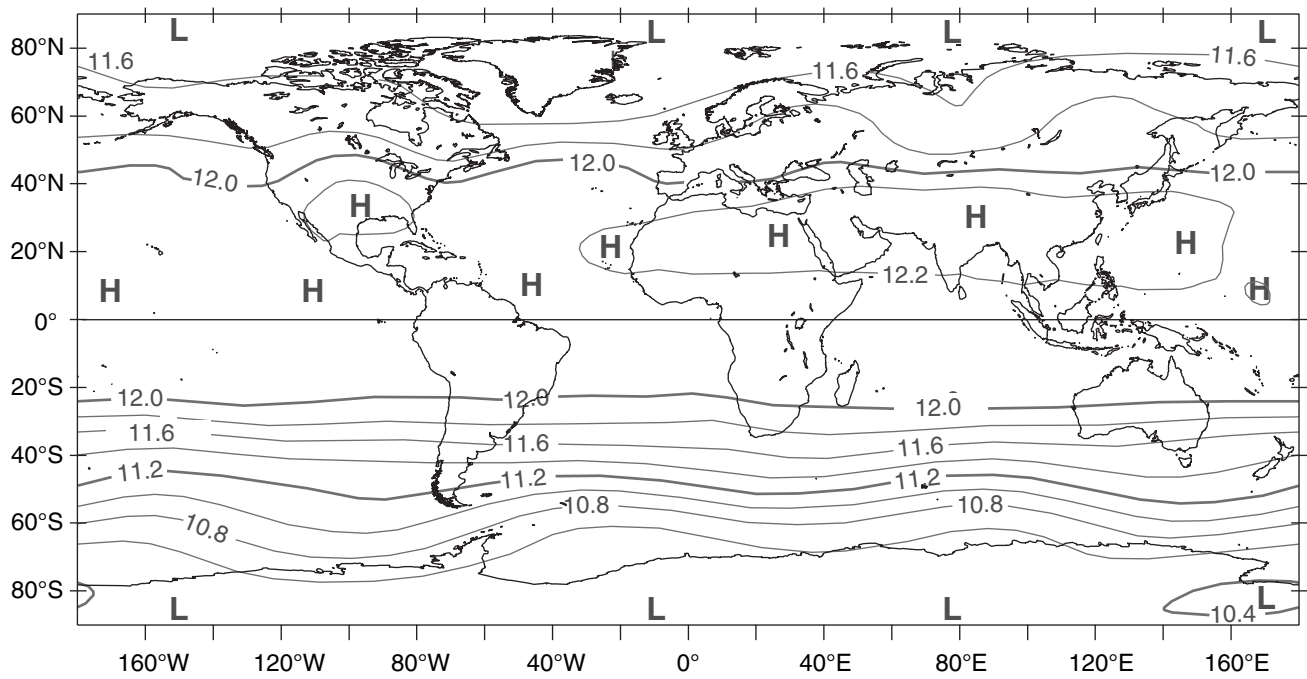 L L L L
80°N 11.6 11.6 11.6
60°N
40°N 12.0 12.0 12.0
H H H H H
20°N 12.2
H H H H
0°
20°S 12.0 12.0 12.0
11.6 11.6 11.6
40°S 11.2 11.2 11.2
60°S 10.8 10.8 10.8
80°S L L L L 10.4
160°W 120°W 80°W 40°W 0° 40°E 80°E 120°E 160°E